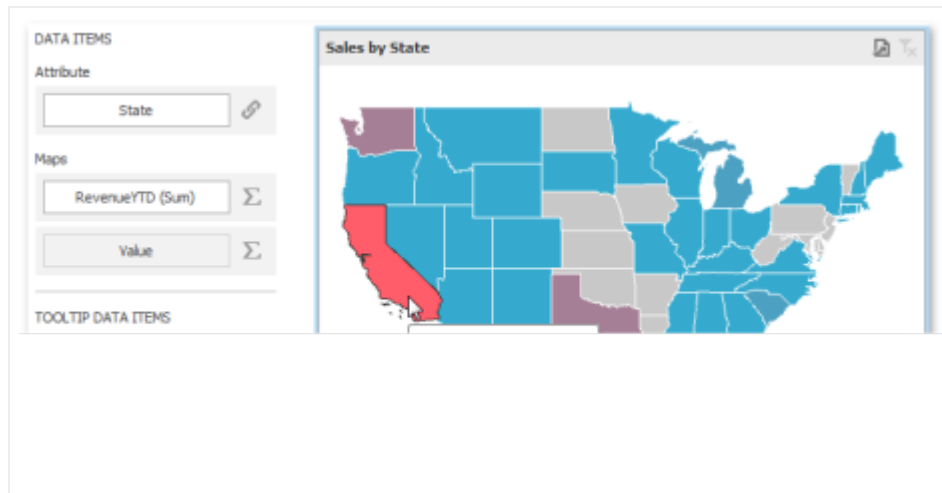 DATA ITEMS
Attribute
State
Maps
RevenueYTD (Sum)
Value
TOOLTIP DATA ITEMS
Sales by State